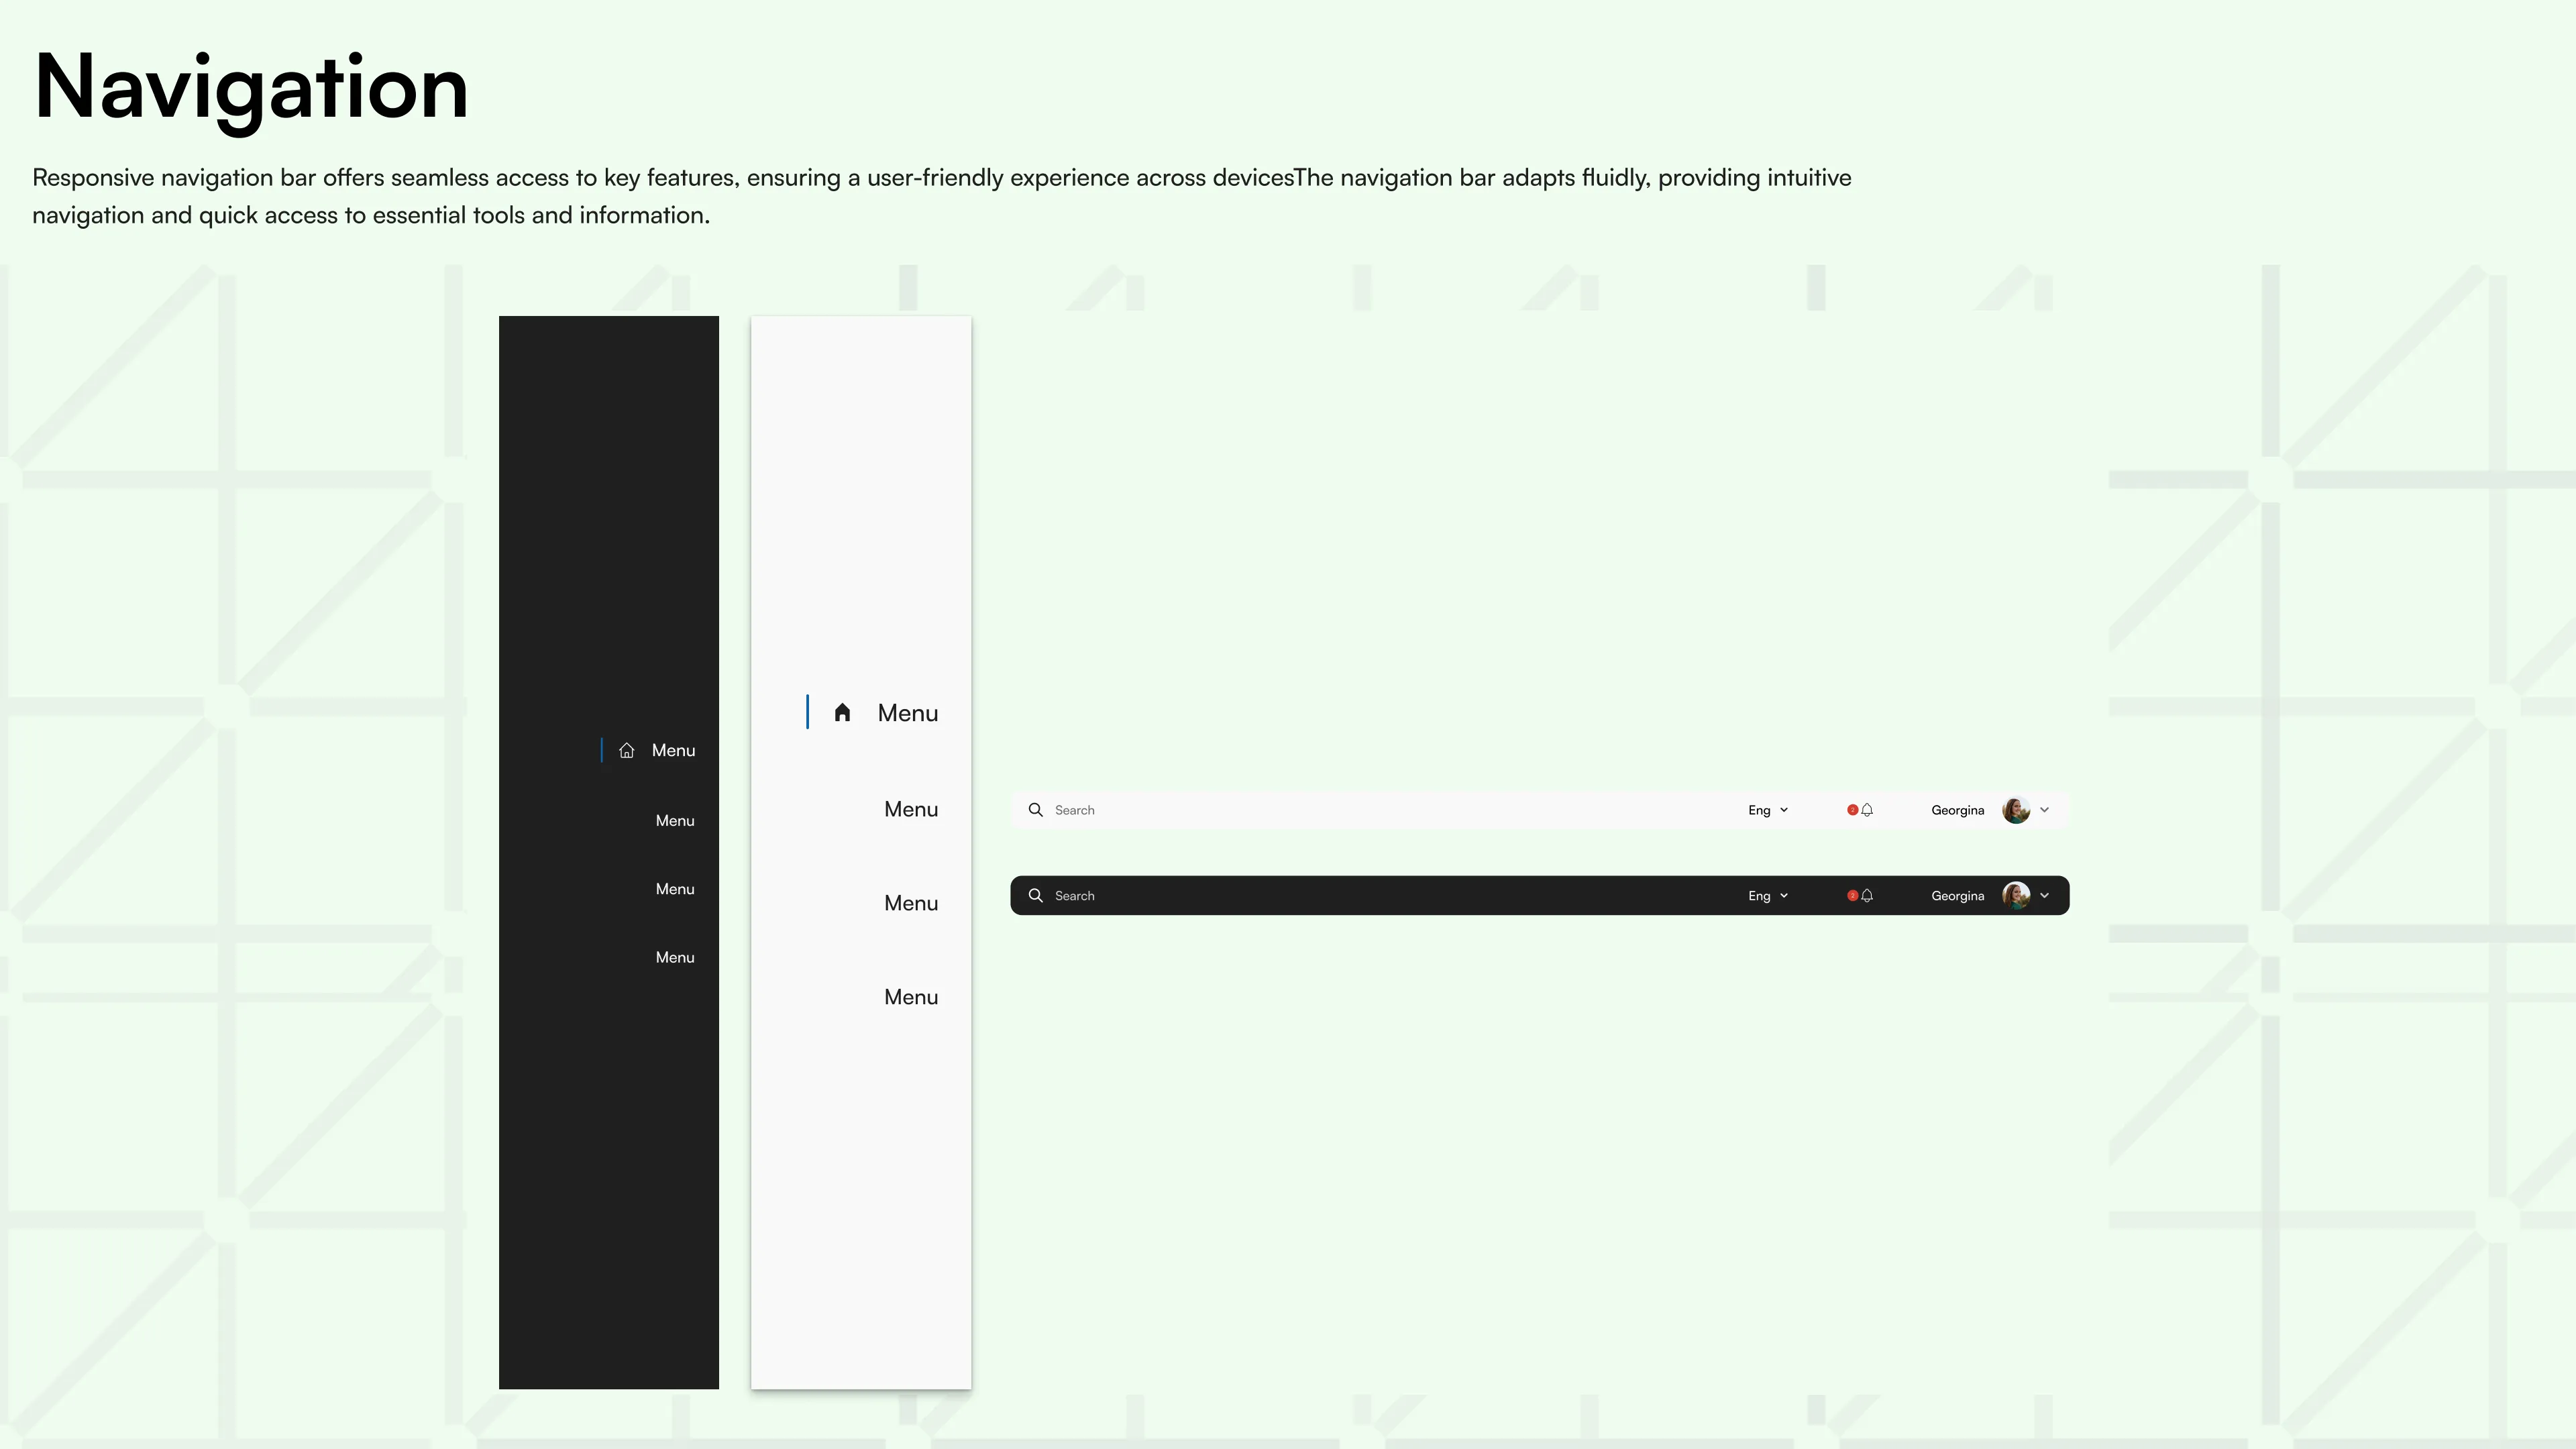 Navigation
Responsive navigation bar offers seamless access to key features, ensuring a user-friendly experience across devicesThe navigation bar adapts fluidly, providing intuitive
navigation and quick access to essential tools and information.
Menu
Menu
Menu
Menu
Menu
Menu
Menu
Menu
Search Eng 2 Georgina
Search Eng 2 Georgina